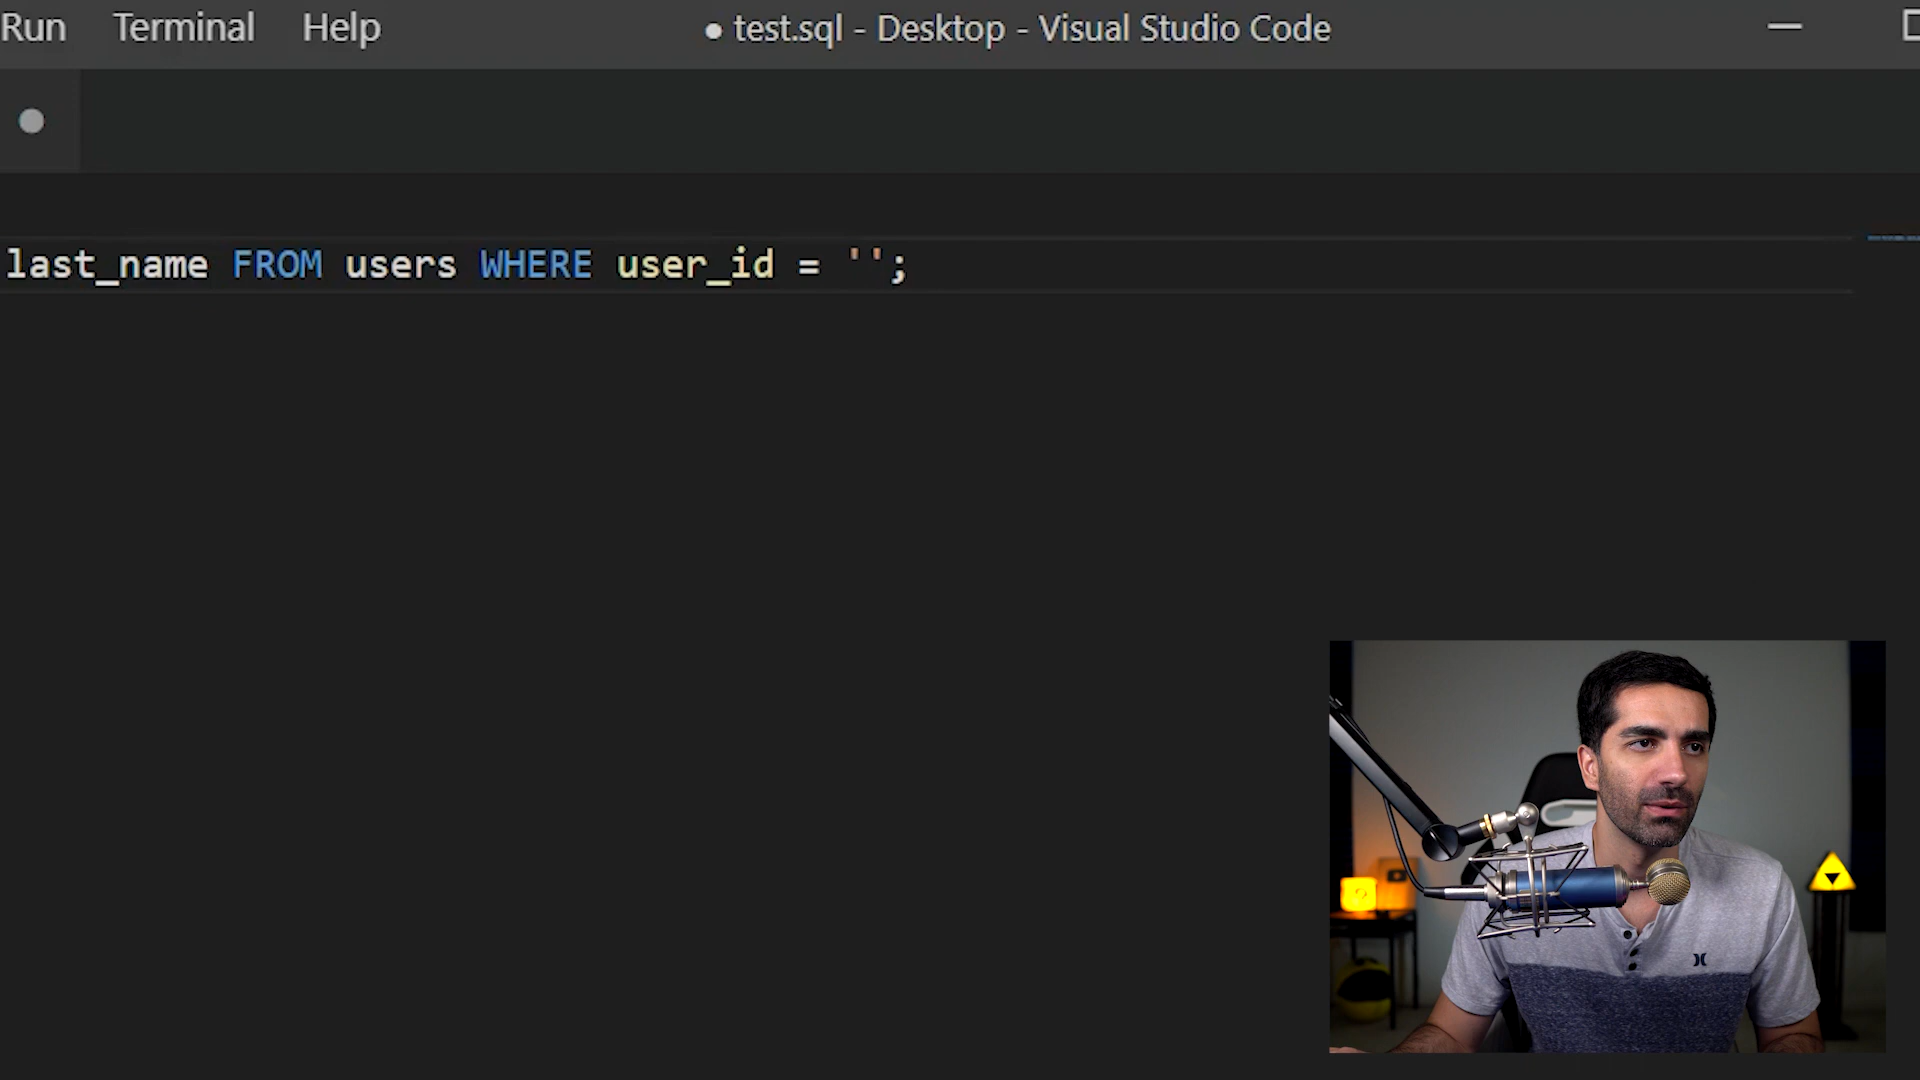 Run Terminal Help ● test.sql - Desktop - Visual Studio Code
last_name FROM users WHERE user_id = '';